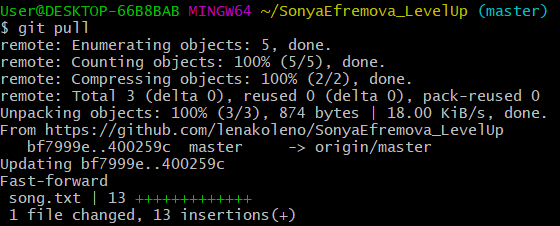 User@DESKTOP-66B8BAB MINGW64 ~/SonyaEfremova_LevelUp (master)
$ git pull
remote: Enumerating objects: 5, done.
remote: Counting objects: 100% (5/5), done.
remote: Compressing objects: 100% (2/2), done.
remote: Total 3 (delta 0), reused 0 (delta 0), pack-reused 0
Unpacking objects: 100% (3/3), 874 bytes | 18.00 KiB/s, done.
From https://github.com/lenakoleno/SonyaEfremova_LevelUp
   bf7999e..400259c  master     -> origin/master
Updating bf7999e..400259c
Fast-forward
 song.txt | 13 +++++++++++++
 1 file changed, 13 insertions(+)